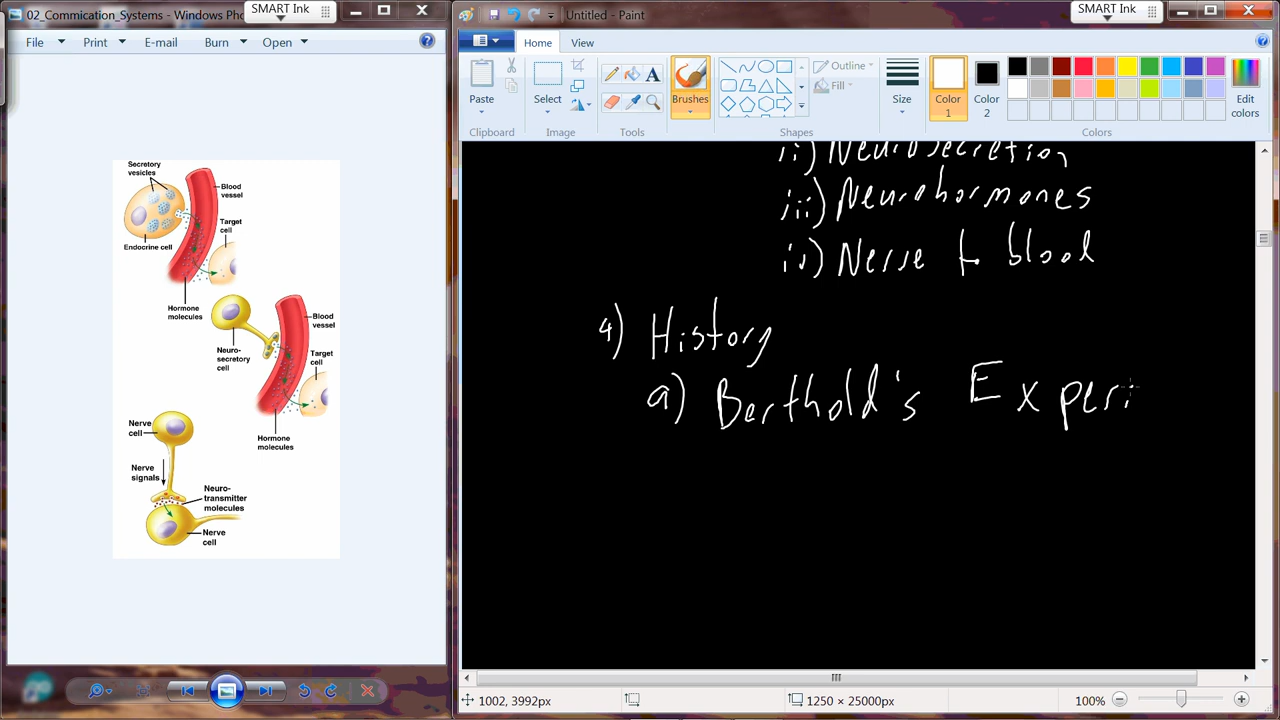 02_Commication_Systems - Windows Pho
SMART Ink
File Print E-mail Burn Open
Secretory
vesicles
Blood
vessel
Target
cell
Endocrine cell
Hormone
molecules
Blood
vessel
Neuro-
secretory
cell
Target
cell
Hormone
molecules
Nerve
cell
Nerve
signals
Neuro-
transmitter
molecules
Nerve
cell
Untitled - Paint
SMART Ink
Home View
Paste
Select
Brushes
Outline
Fill
Size
Color
1
Color
2
Edit
colors
Clipboard Image Tools Shapes Colors
ii) Neurosecretion
iii) Neurohormones
iv) Nerve to blood
4) History
a) Berthold's Experi
1002, 3992px
1250 × 25000px
100%